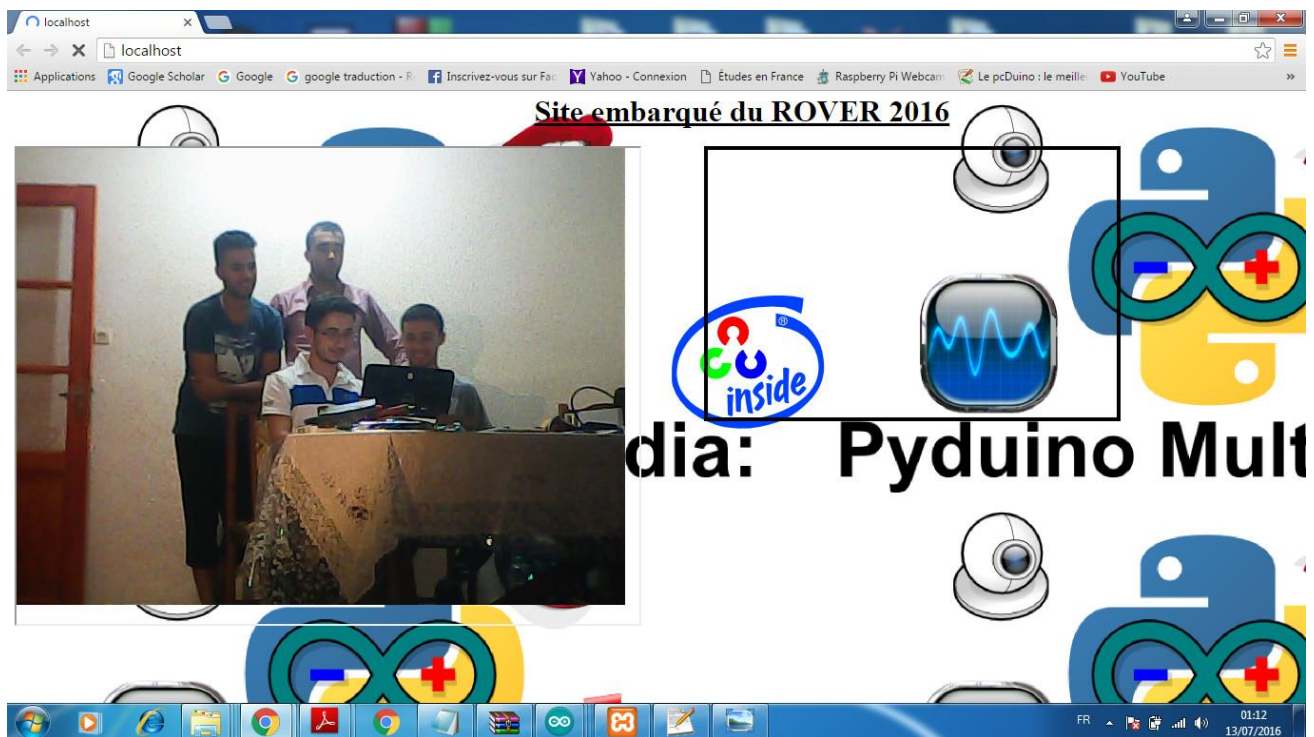 localhost
localhost
Applications Google Scholar Google google traduction - R Inscrivez-vous sur Fac Yahoo - Connexion Études en France Raspberry Pi Webcam Le pcDuino : le meille YouTube »
Site embarqué du ROVER 2016
® inside
dia: Pyduino Mult
FR 01:12
13/07/2016